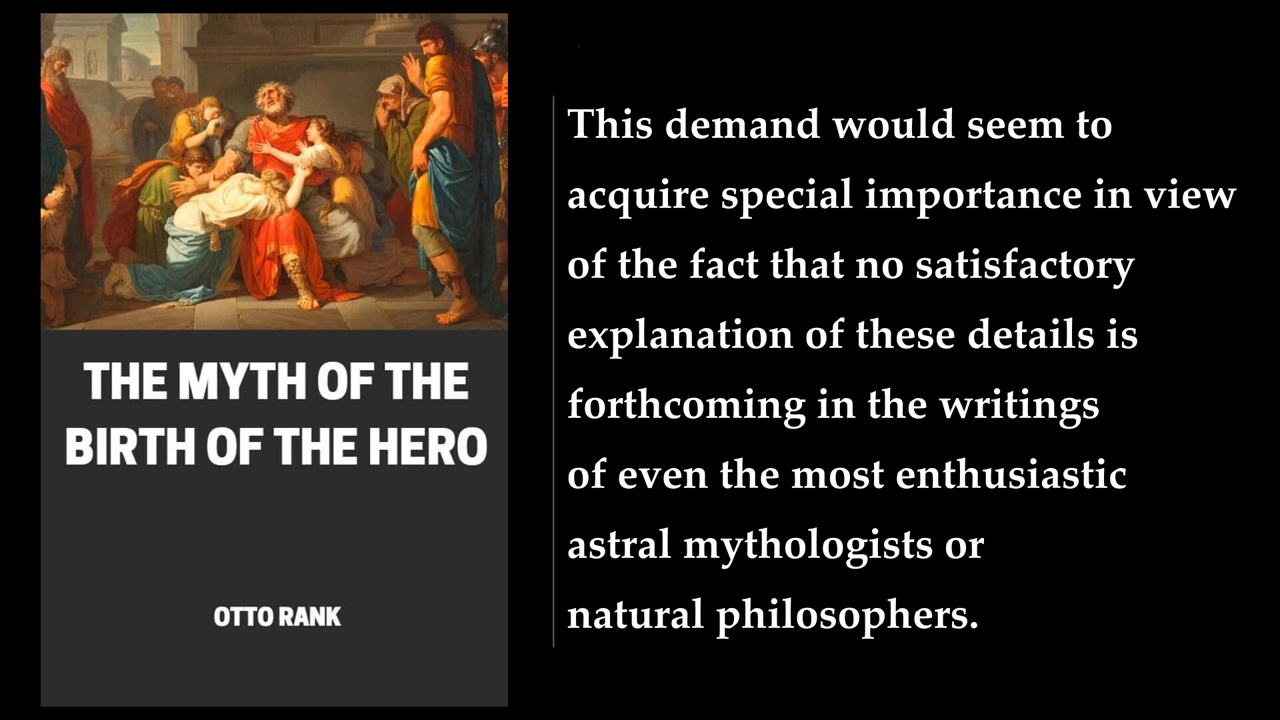 THE MYTH OF THE
BIRTH OF THE HERO
OTTO RANK
This demand would seem to
acquire special importance in view
of the fact that no satisfactory
explanation of these details is
forthcoming in the writings
of even the most enthusiastic
astral mythologists or
natural philosophers.